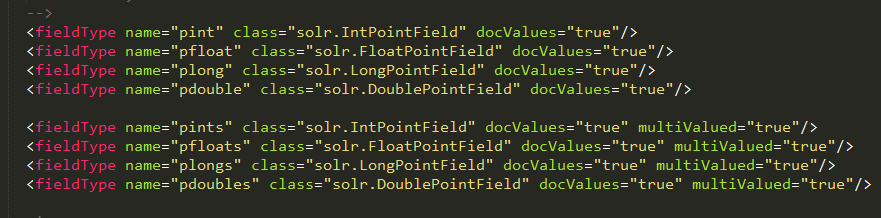 -->
<fieldType name="pint" class="solr.IntPointField" docValues="true"/>
<fieldType name="pfloat" class="solr.FloatPointField" docValues="true"/>
<fieldType name="plong" class="solr.LongPointField" docValues="true"/>
<fieldType name="pdouble" class="solr.DoublePointField" docValues="true"/>
<fieldType name="pints" class="solr.IntPointField" docValues="true" multiValued="true"/>
<fieldType name="pfloats" class="solr.FloatPointField" docValues="true" multiValued="true"/>
<fieldType name="plongs" class="solr.LongPointField" docValues="true" multiValued="true"/>
<fieldType name="pdoubles" class="solr.DoublePointField" docValues="true" multiValued="true"/>